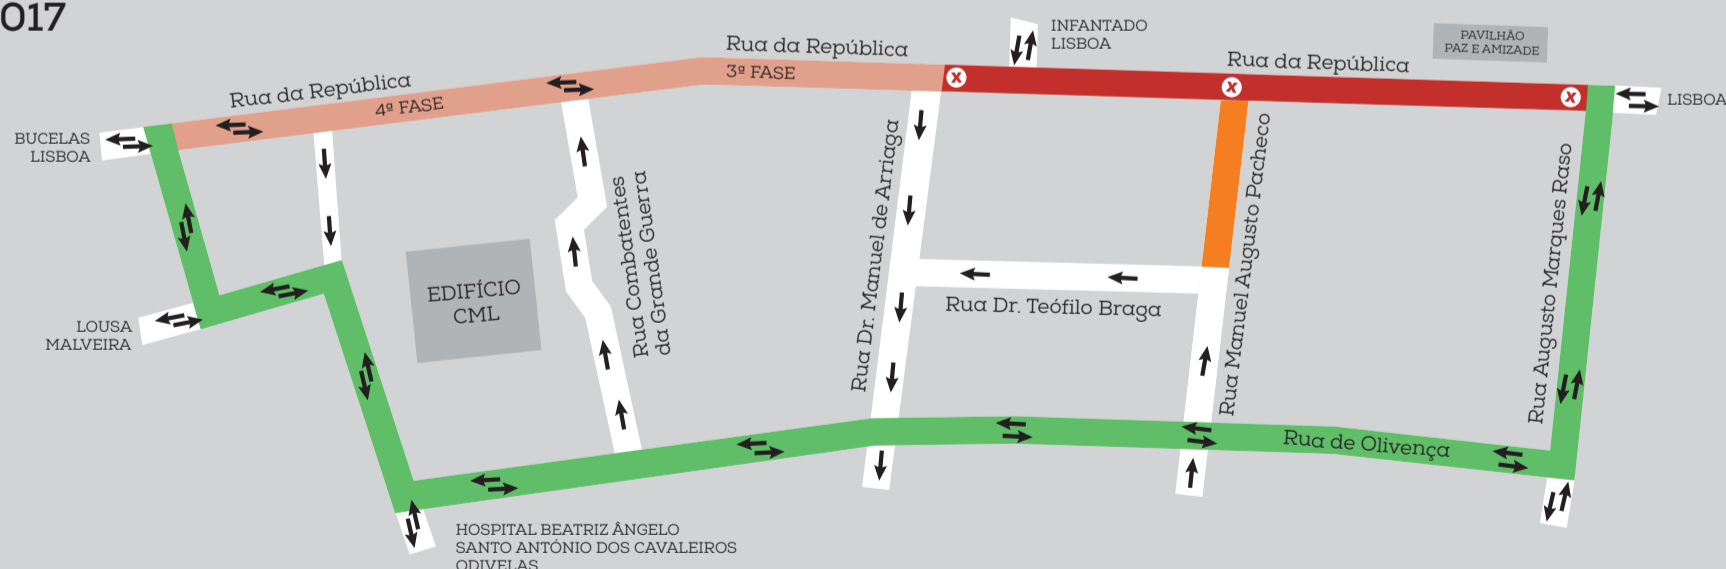 017
INFANTADO
LISBOA
PAVILHÃO
PAZ E AMIZADE
Rua da República
3ª FASE
Rua da República
Rua da República
4ª FASE
X
X
X
LISBOA
BUCELAS
LISBOA
Rua Combatentes
da Grande Guerra
Rua Dr. Manuel de Arriaga
Rua Manuel Augusto Pacheco
Rua Augusto Marques Raso
EDIFÍCIO
CML
Rua Dr. Teófilo Braga
LOUSA
MALVEIRA
Rua de Olivença
HOSPITAL BEATRIZ ÂNGELO
SANTO ANTÓNIO DOS CAVALEIROS
ODIVELAS